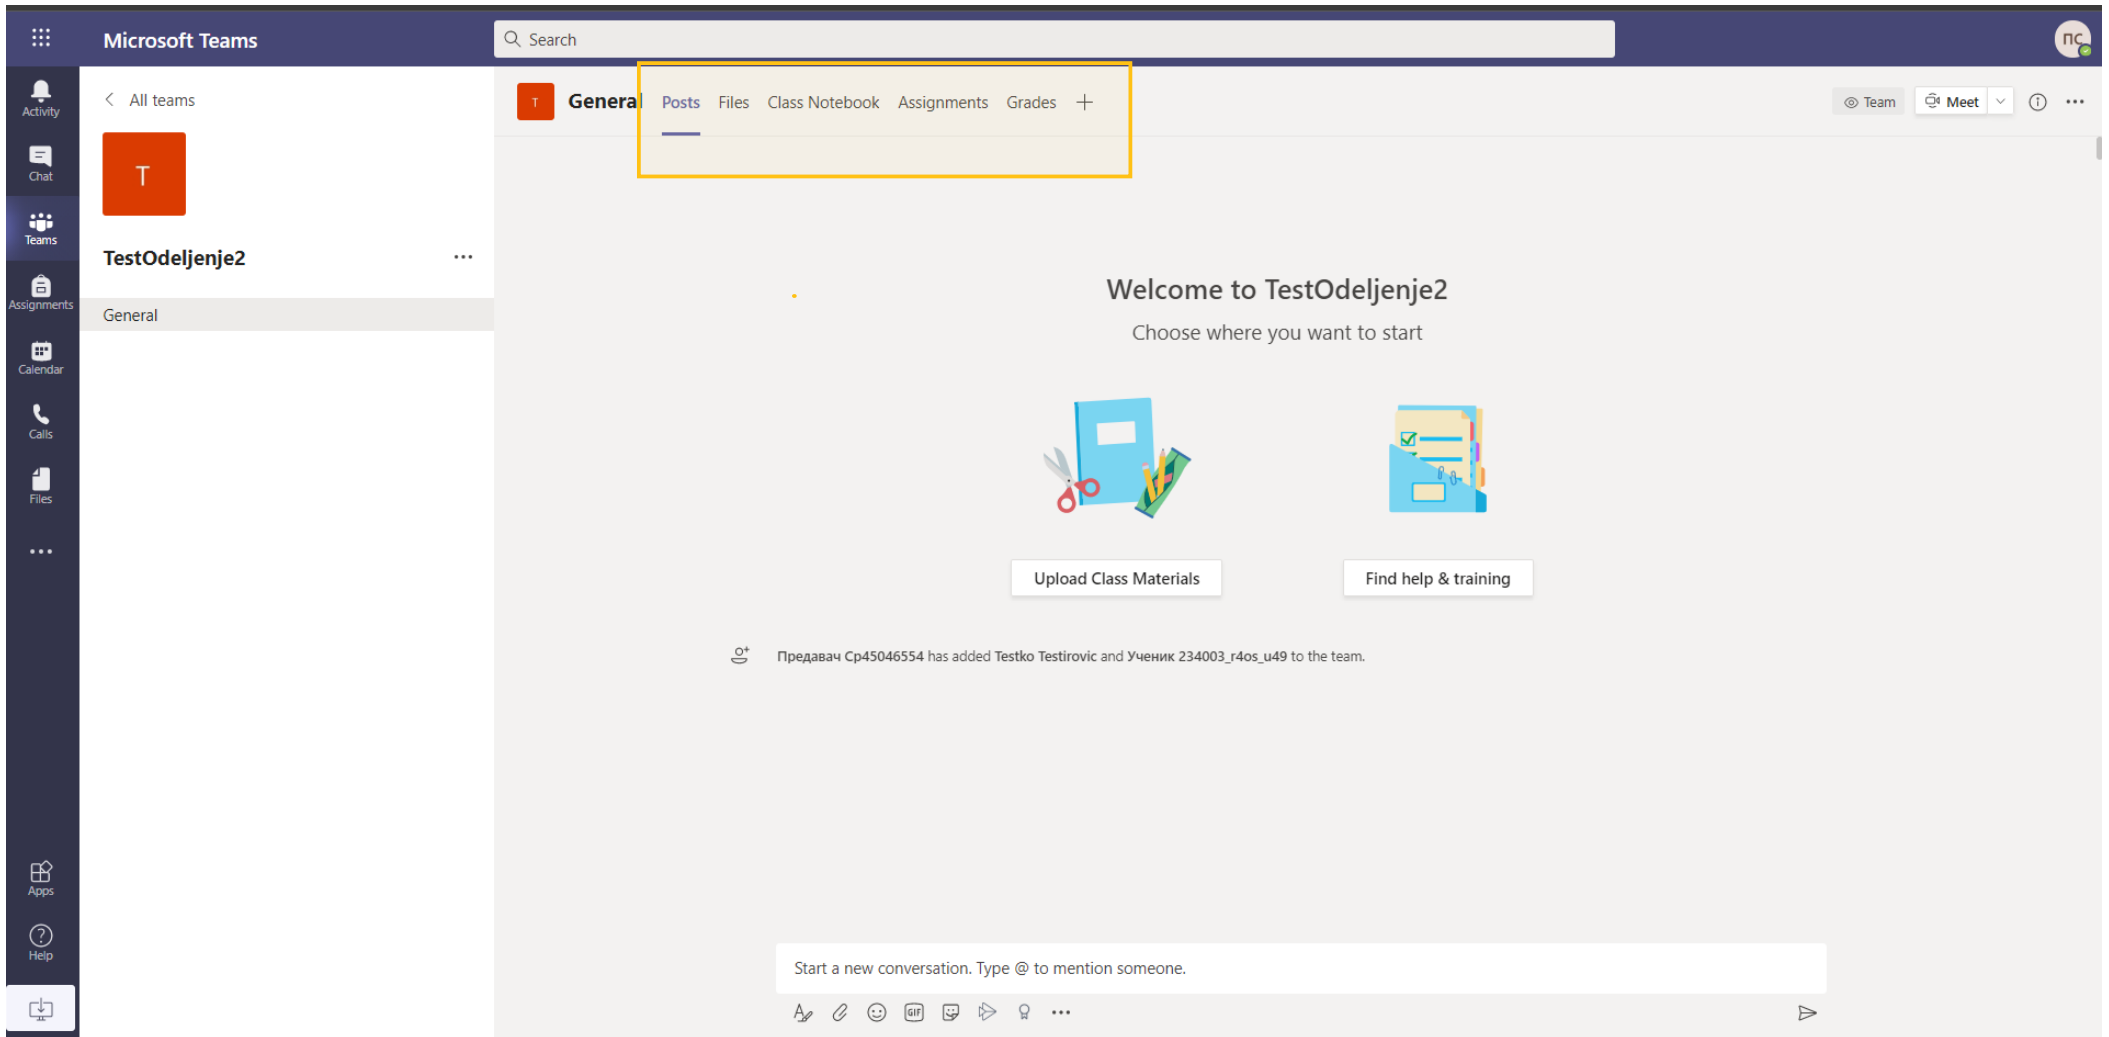 Microsoft Teams
Search
ПС
Activity
Chat
Teams
Assignments
Calendar
Calls
Files
Apps
Help
All teams
T
TestOdeljenje2
General
T
General Posts Files Class Notebook Assignments Grades
Team
Meet
Welcome to TestOdeljenje2
Choose where you want to start
Upload Class Materials
Find help & training
Предавач Ср45046554 has added Testko Testirovic and Ученик 234003_r4os_u49 to the team.
Start a new conversation. Type @ to mention someone.
GIF